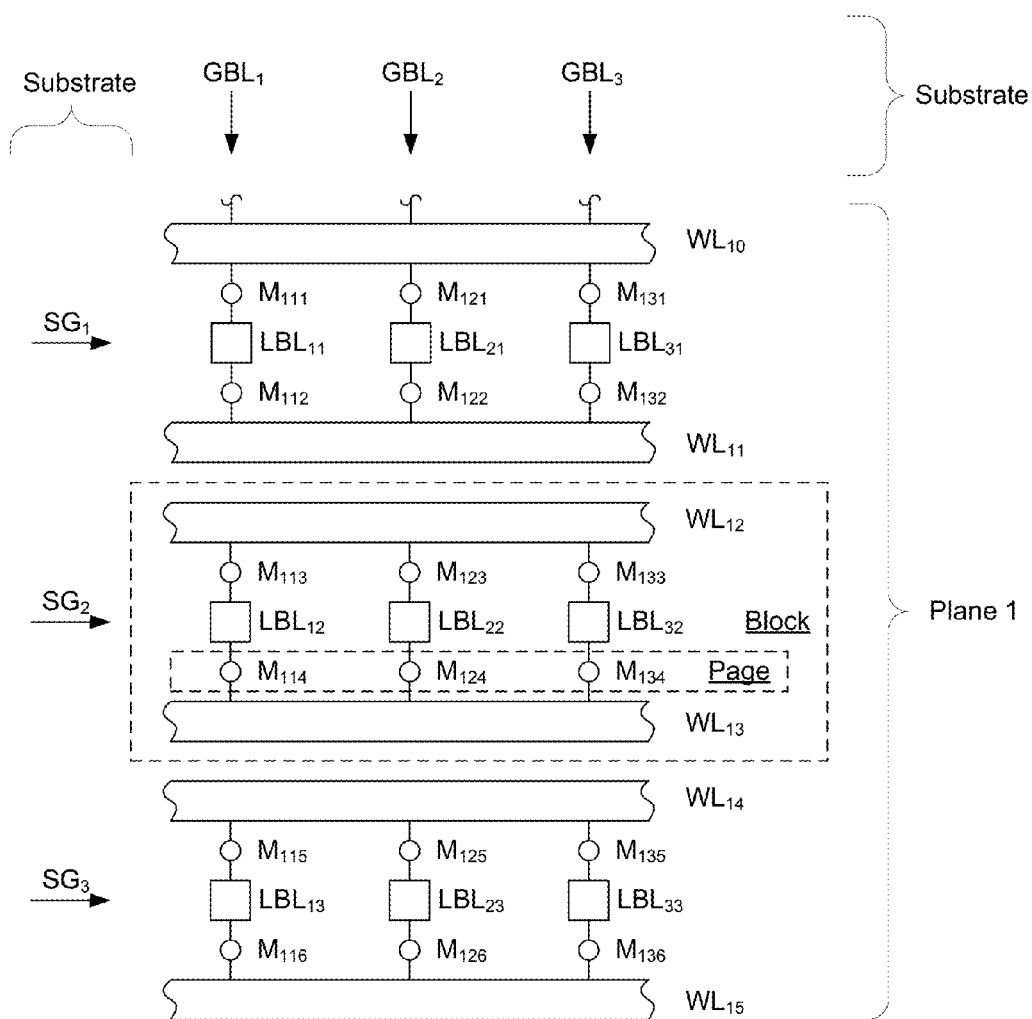 Substrate
GBL₁ GBL₂ GBL₃
Substrate
WL₁₀
M₁₁₁ M₁₂₁ M₁₃₁
SG₁ LBL₁₁ LBL₂₁ LBL₃₁
M₁₁₂ M₁₂₂ M₁₃₂
WL₁₁
WL₁₂
M₁₁₃ M₁₂₃ M₁₃₃
SG₂ LBL₁₂ LBL₂₂ LBL₃₂ Block
Plane 1
M₁₁₄ M₁₂₄ M₁₃₄ Page
WL₁₃
WL₁₄
M₁₁₅ M₁₂₅ M₁₃₅
SG₃ LBL₁₃ LBL₂₃ LBL₃₃
M₁₁₆ M₁₂₆ M₁₃₆
WL₁₅